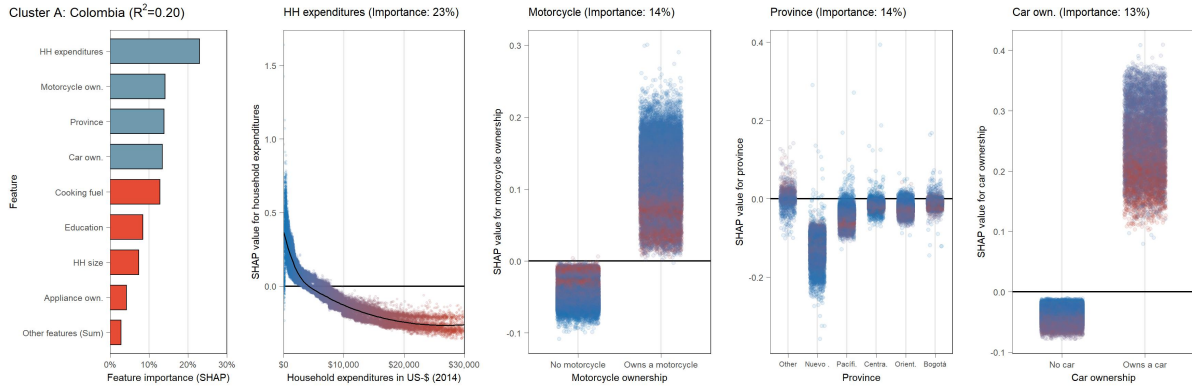 Cluster A: Colombia (R²=0.20)
Feature
HH expenditures
Motorcycle own.
Province
Car own.
Cooking fuel
Education
HH size
Appliance own.
Other features (Sum)
0% 10% 20% 30%
Feature importance (SHAP)
HH expenditures (Importance: 23%)
SHAP value for household expenditures
1.5
1.0
0.5
0.0
$0 $10,000 $20,000 $30,000
Household expenditures in US-$ (2014)
Motorcycle (Importance: 14%)
SHAP value for motorcycle ownership
0.3
0.2
0.1
0.0
-0.1
No motorcycle Owns a motorcycle
Motorcycle ownership
Province (Importance: 14%)
SHAP value for province
0.4
0.2
0.0
-0.2
Other Nuevo . Pacifi. Centra. Orient. Bogotá
Province
Car own. (Importance: 13%)
SHAP value for car ownership
0.4
0.3
0.2
0.1
0.0
-0.1
No car Owns a car
Car ownership